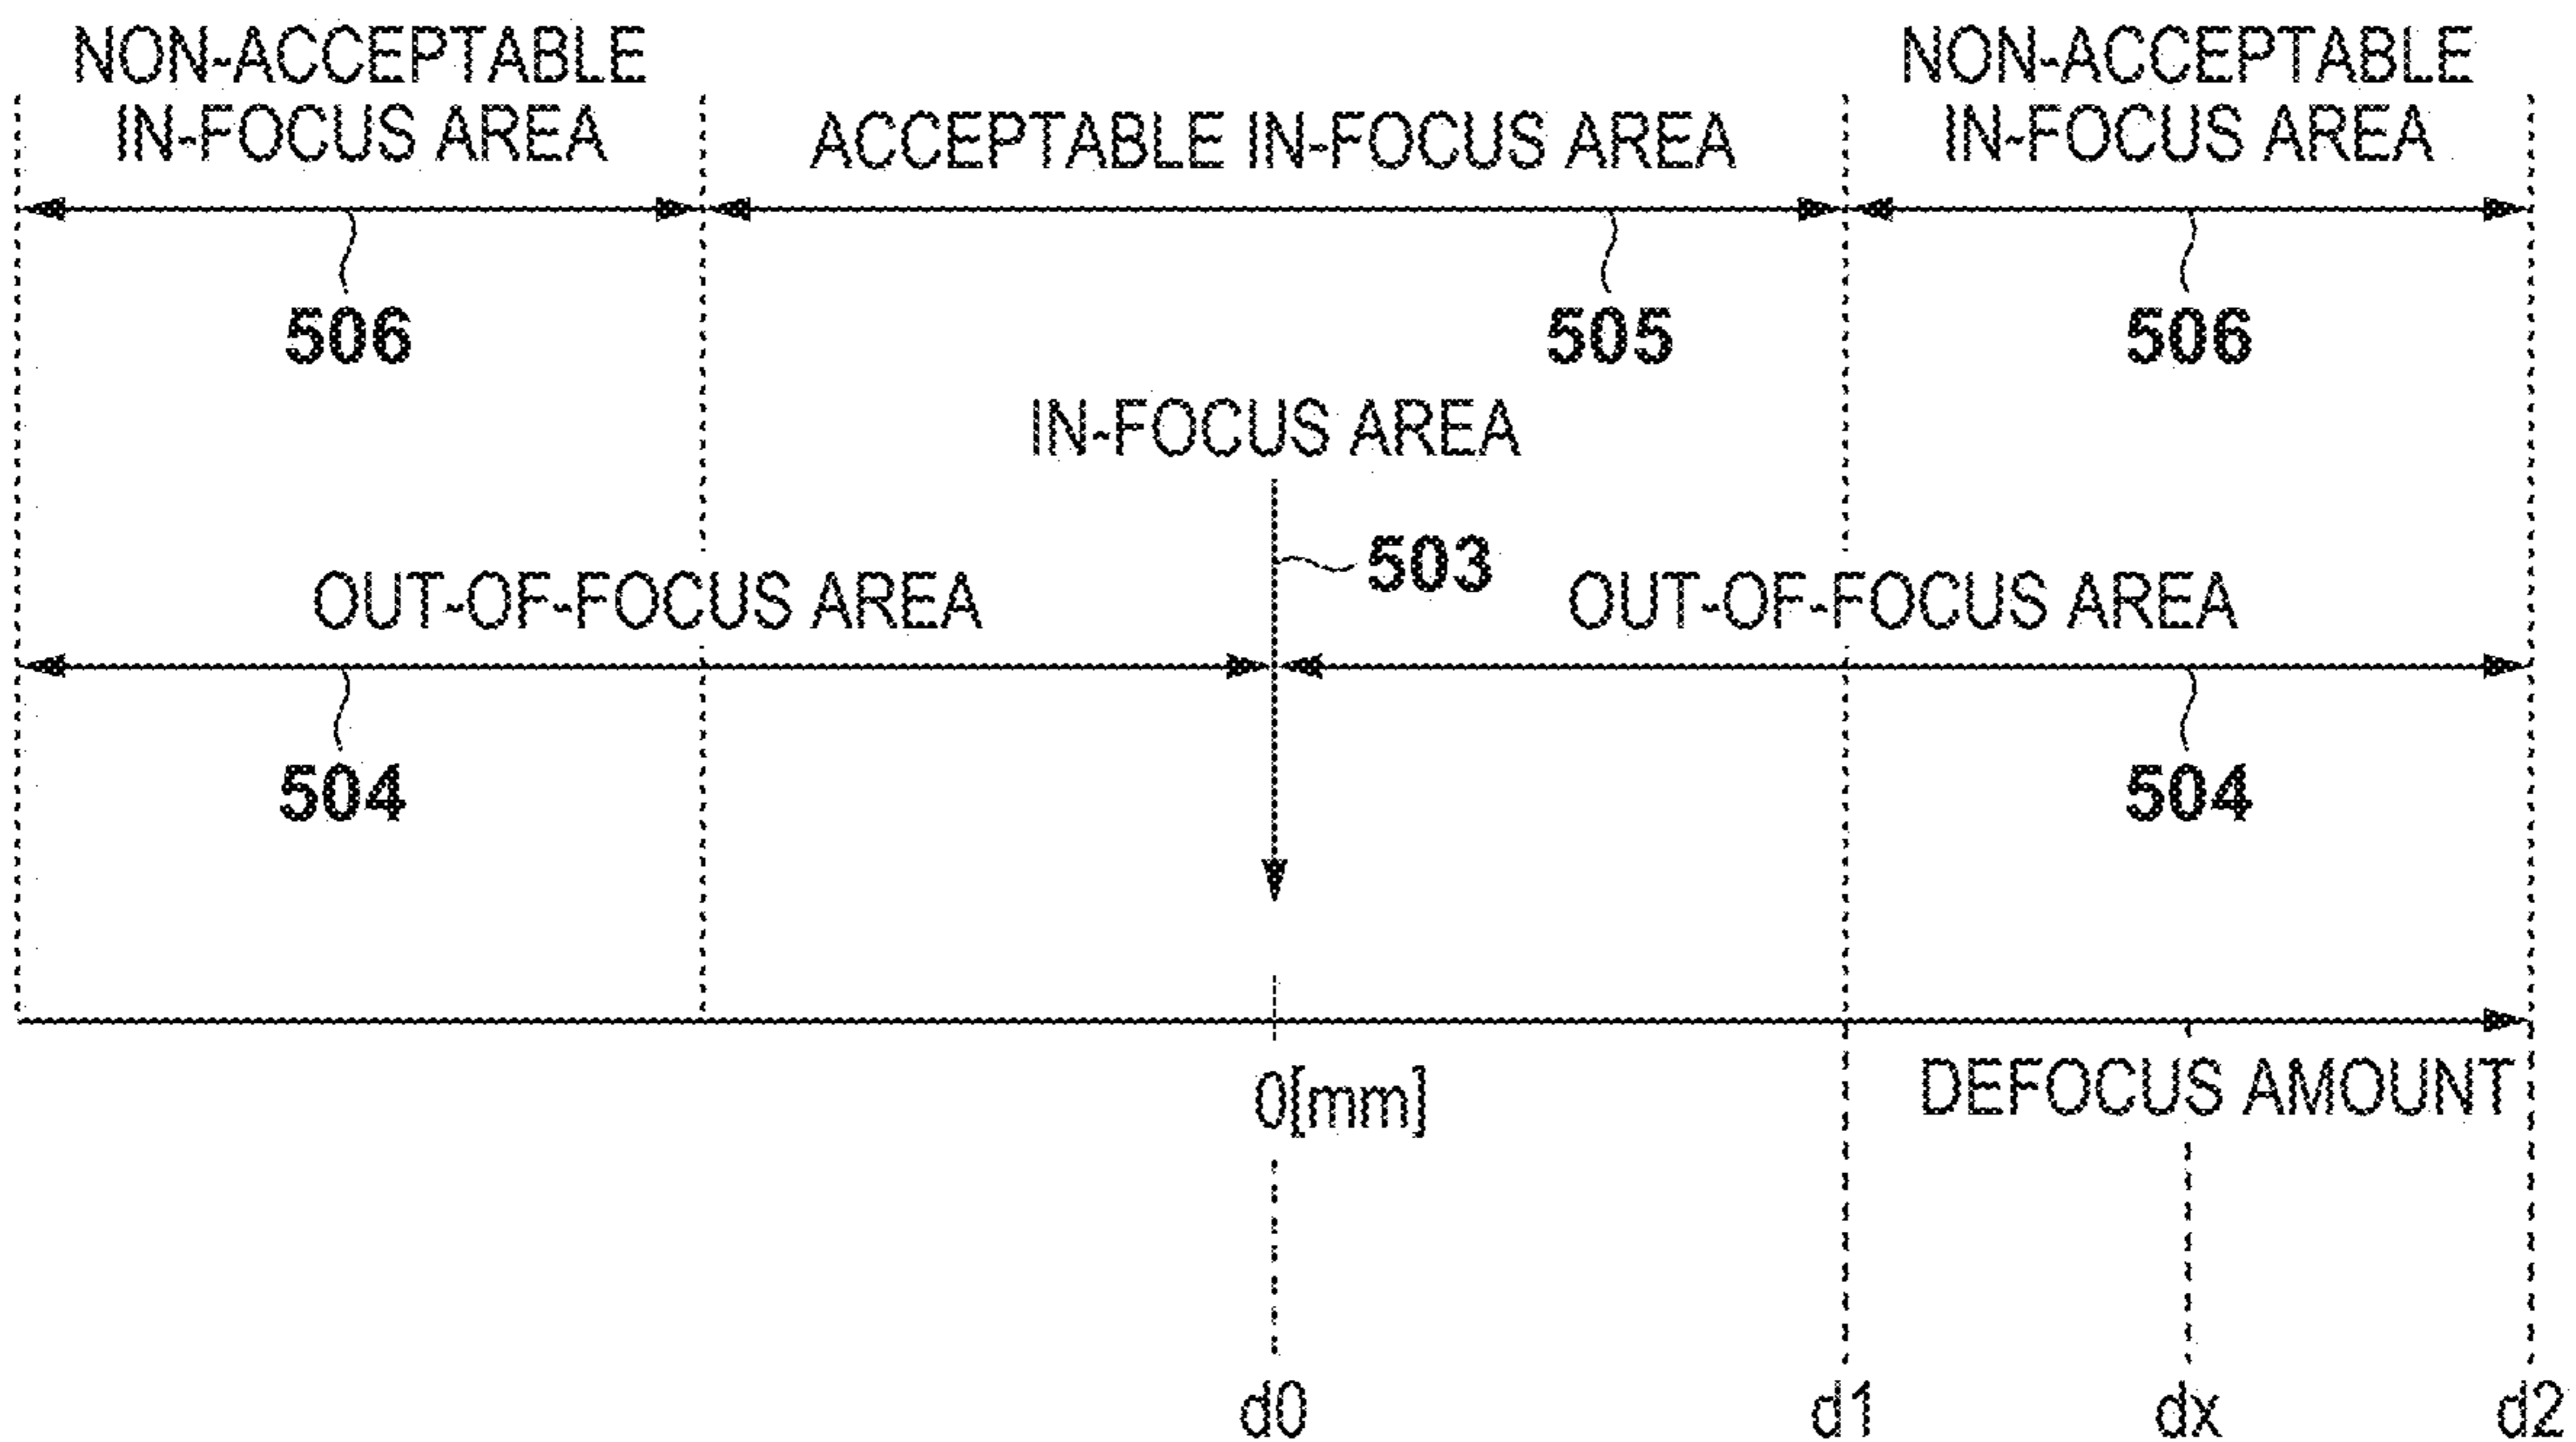 NON-ACCEPTABLE
IN-FOCUS AREA
ACCEPTABLE IN-FOCUS AREA
NON-ACCEPTABLE
IN-FOCUS AREA
506
505
506
IN-FOCUS AREA
503
OUT-OF-FOCUS AREA
OUT-OF-FOCUS AREA
504
504
0[mm]
DEFOCUS AMOUNT
d0
d1
dx
d2